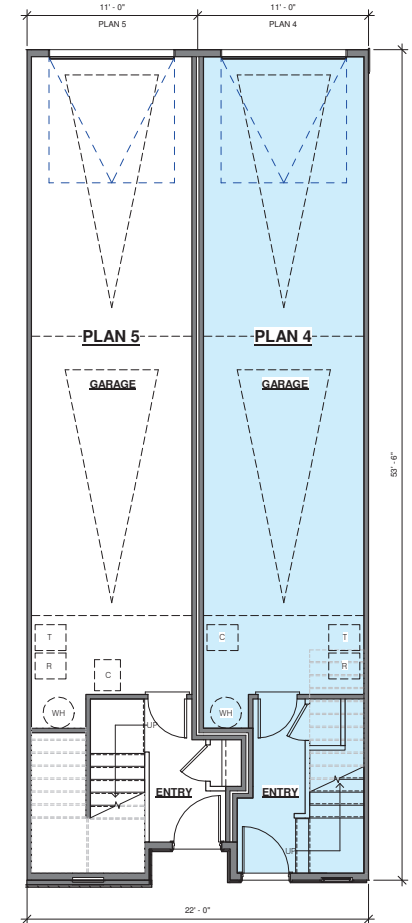 11' - 0" 11' - 0"
PLAN 5 PLAN 4
PLAN 5 PLAN 4
GARAGE GARAGE
53' - 6"
T C T
R C R
WH WH
UP
ENTRY ENTRY
UP
22' - 0"